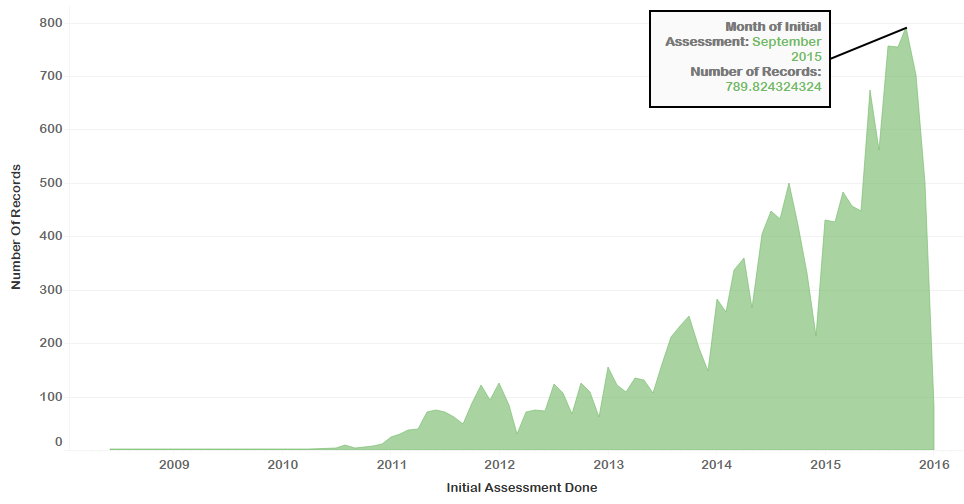 800
Month of Initial
Assessment: September
2015
Number of Records:
789.824324324
700
600
500
400
300
200
100
0
Number Of Records
2009 2010 2011 2012 2013 2014 2015 2016
Initial Assessment Done